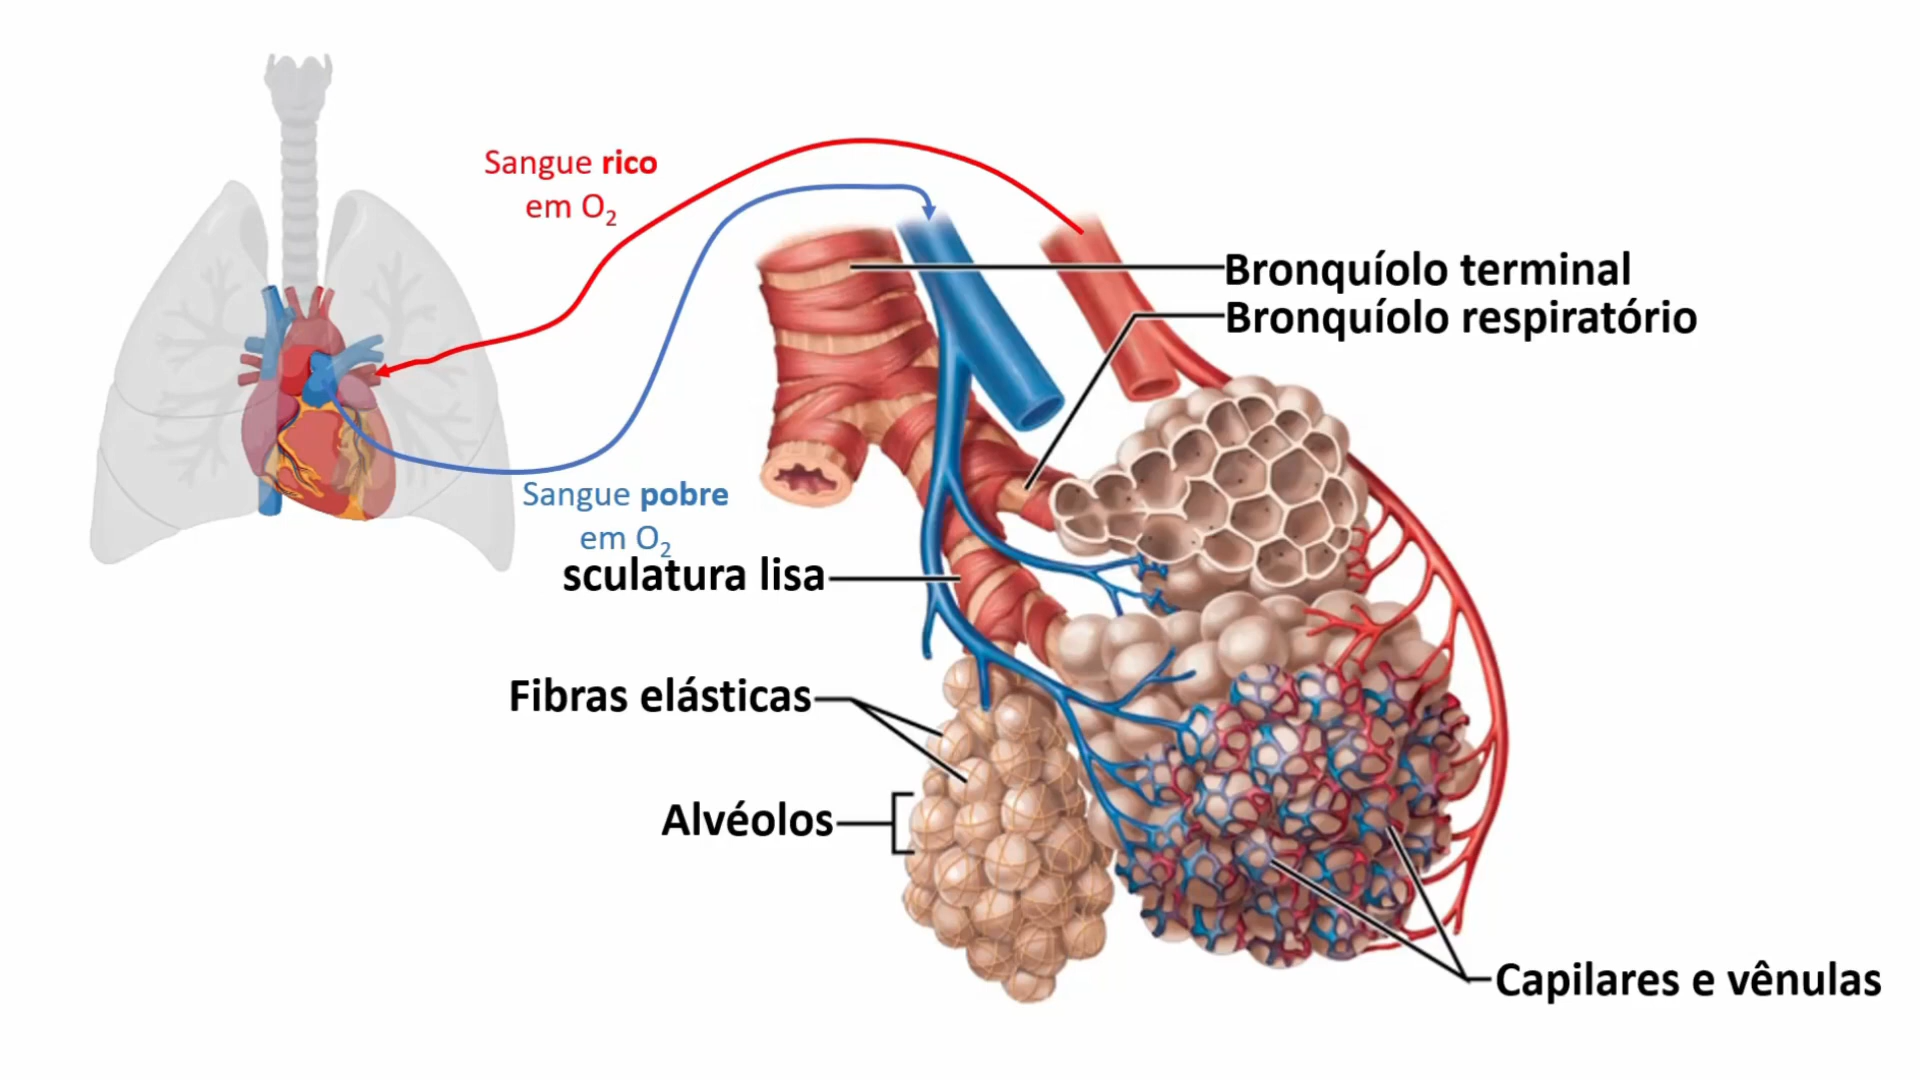 Sangue rico
em O₂
Bronquíolo terminal
Bronquíolo respiratório
Sangue pobre
em O₂
sculatura lisa
Fibras elásticas
Alvéolos
Capilares e vênulas